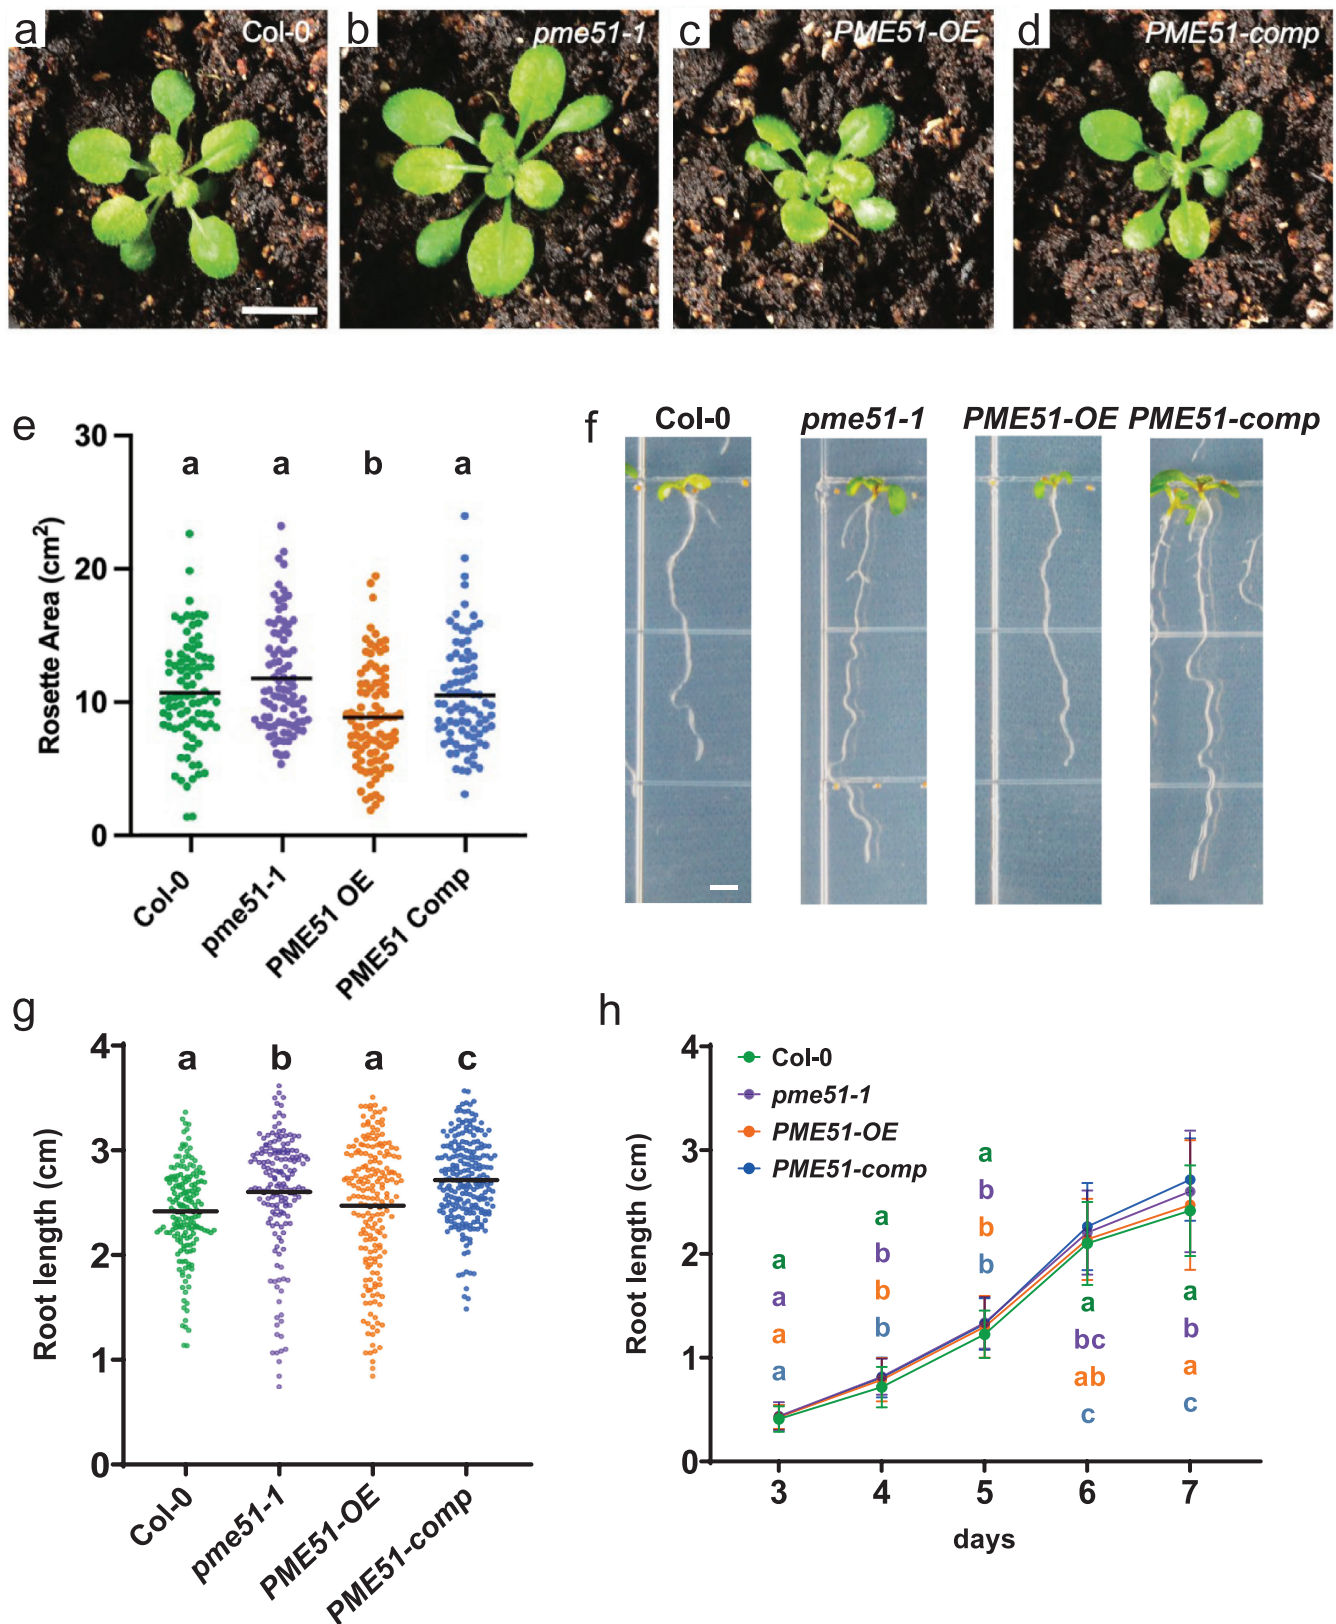 a Col-0
b pme51-1
c PME51-OE
d PME51-comp
e
Rosette Area (cm²)
30
20
10
0
a a b a
Col-0
pme51-1
PME51 OE
PME51 Comp
f
Col-0 pme51-1 PME51-OE PME51-comp
g
Root length (cm)
4
3
2
1
0
a b a c
Col-0
pme51-1
PME51-OE
PME51-comp
h
Root length (cm)
4
3
2
1
0
Col-0
pme51-1
PME51-OE
PME51-comp
a
a
a
a
a
b
b
b
a
b
b
b
a
bc
ab
c
a
b
a
c
3 4 5 6 7
days